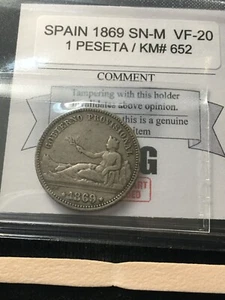 SPAIN 1869 SN-M VF-20
1 PESETA / KM# 652
COMMENT
Tampering with this holder
invalidates above opinion.
this is a genuine
item
GOBIERNO PROVISIONAL
1869